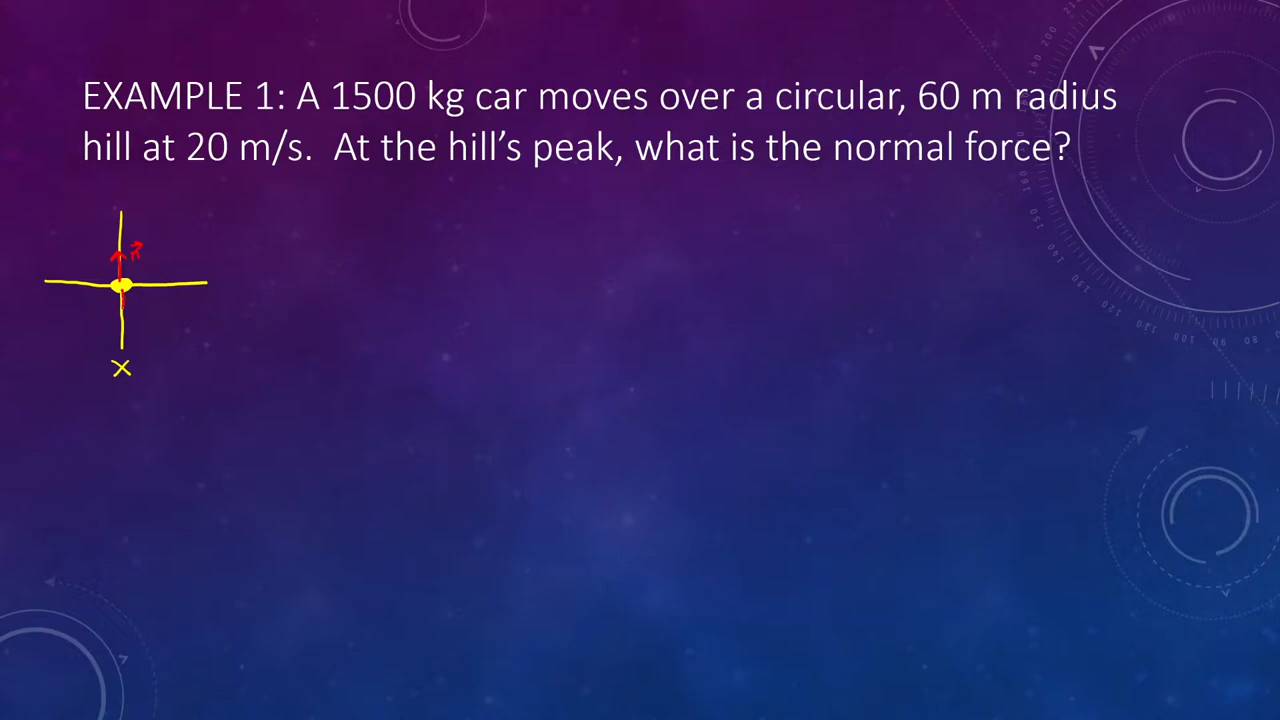 EXAMPLE 1: A 1500 kg car moves over a circular, 60 m radius
hill at 20 m/s.  At the hill’s peak, what is the normal force?
n⃗
x